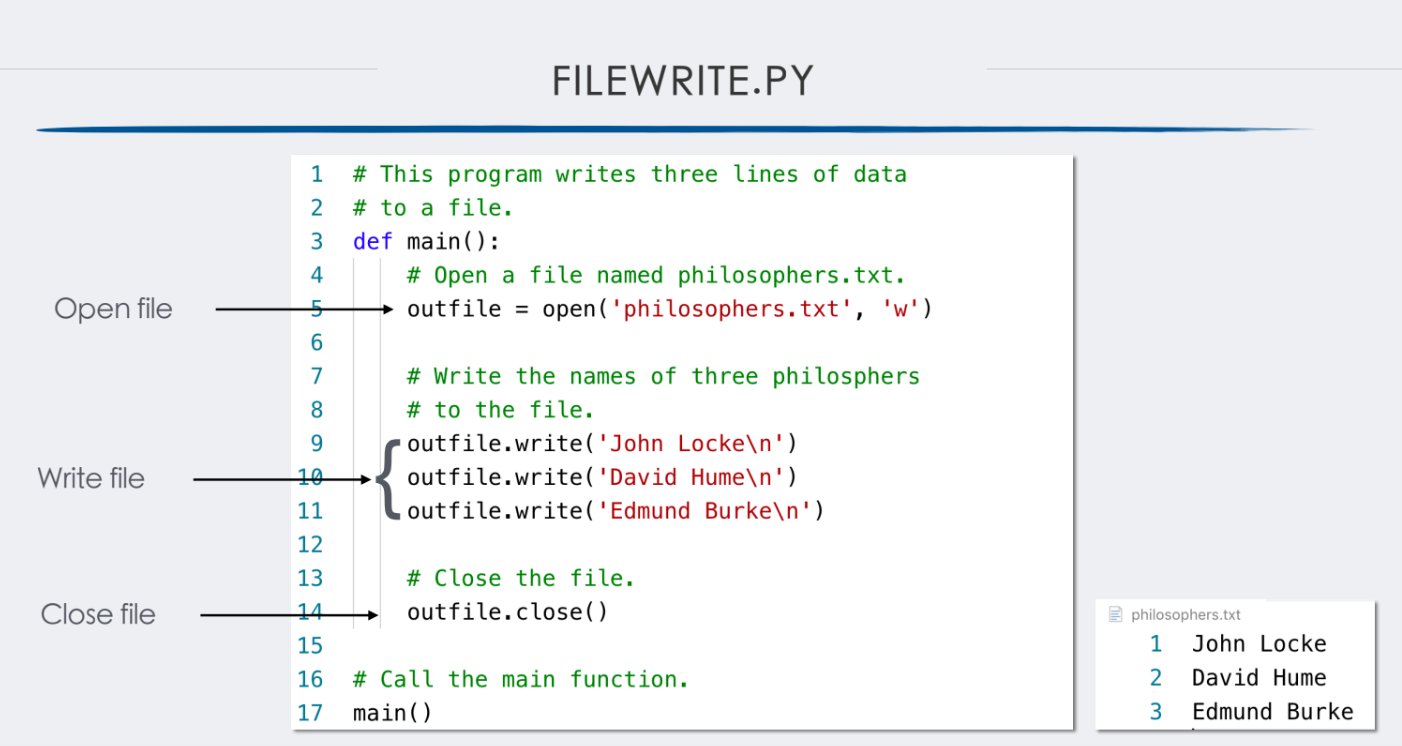 FILEWRITE.PY
1 # This program writes three lines of data
2 # to a file.
3 def main():
4 # Open a file named philosophers.txt.
Open file
5 outfile = open('philosophers.txt', 'w')
6
7 # Write the names of three philosphers
8 # to the file.
9 outfile.write('John Locke\n')
Write file
10 { outfile.write('David Hume\n')
11 outfile.write('Edmund Burke\n')
12
13 # Close the file.
Close file
14 outfile.close()
15
16 # Call the main function.
17 main()
philosophers.txt
1 John Locke
2 David Hume
3 Edmund Burke